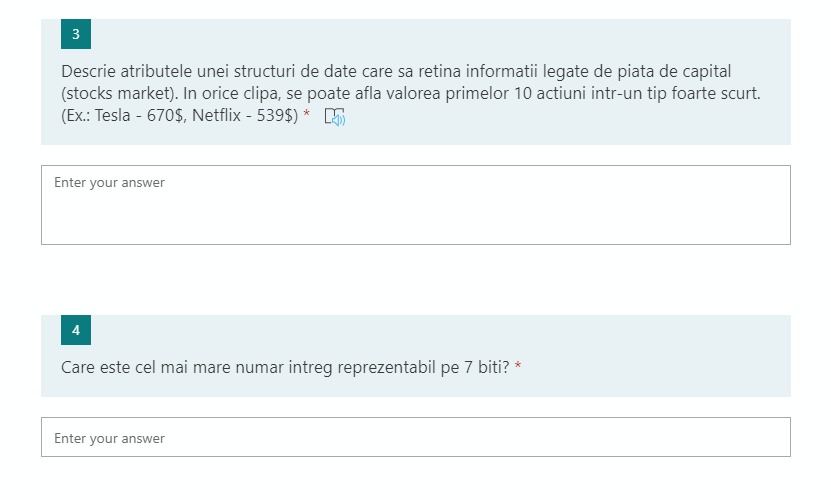 3
Descrie atributele unei structuri de date care sa retina informatii legate de piata de capital
(stocks market). In orice clipa, se poate afla valorea primelor 10 actiuni intr-un tip foarte scurt.
(Ex.: Tesla - 670$, Netflix - 539$) *
Enter your answer
4
Care este cel mai mare numar intreg reprezentabil pe 7 biti? *
Enter your answer